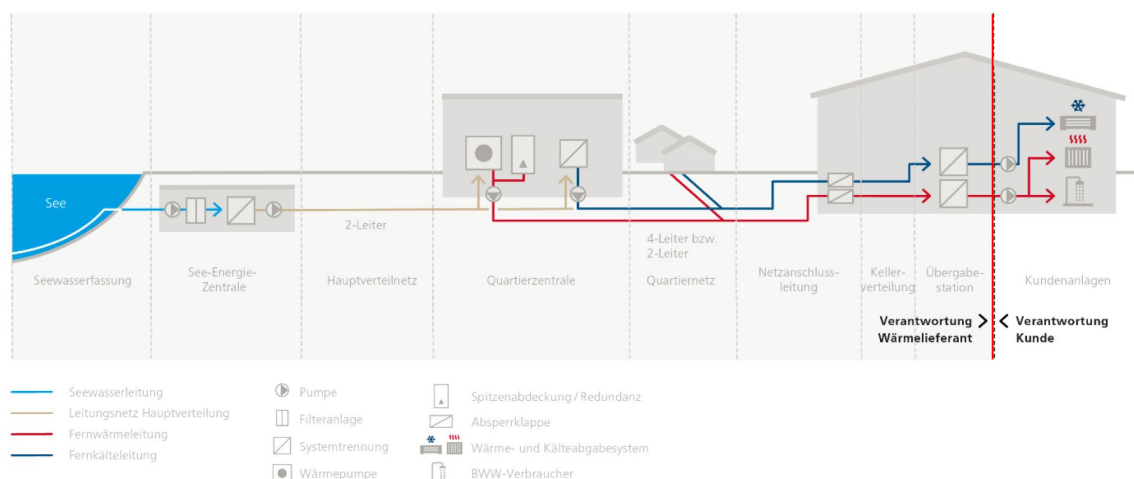 See
2-Leiter
4-Leiter bzw.
2-Leiter
Seewasserfassung
See-Energie-
Zentrale
Hauptverteilnetz
Quartierzentrale
Quartiernetz
Netzanschluss-
leitung
Keller-
verteilung
Übergabe-
station
Kundenanlagen
Verantwortung
Wärmelieferant
Verantwortung
Kunde
Seewasserleitung
Leitungsnetz Hauptverteilung
Fernwärmeleitung
Fernkälteleitung
Pumpe
Filteranlage
Systemtrennung
Wärmepumpe
Spitzenabdeckung / Redundanz
Absperrklappe
Wärme- und Kälteabgabesystem
BWW-Verbraucher